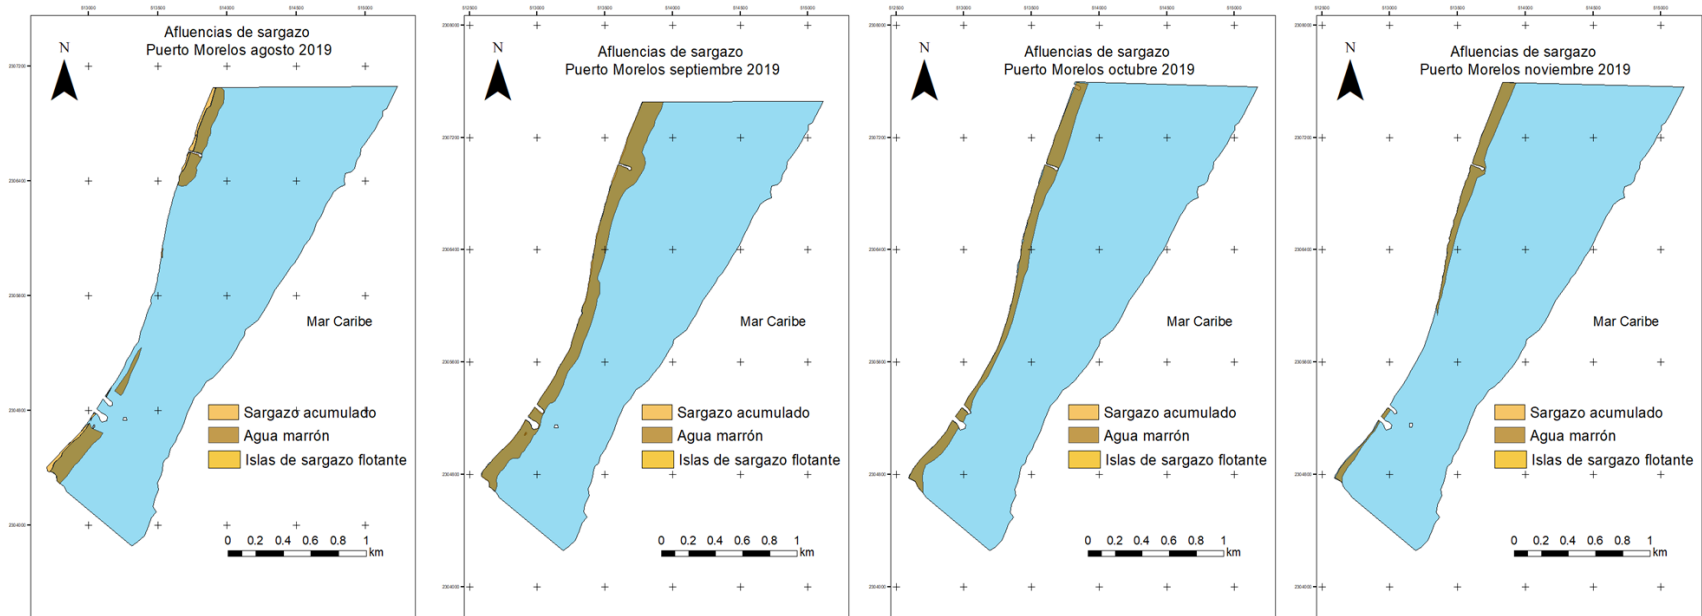 Afluencias de sargazo
Puerto Morelos agosto 2019
N
Mar Caribe
Sargazo acumulado
Agua marrón
Islas de sargazo flotante
0 0.2 0.4 0.6 0.8 1
km
Afluencias de sargazo
Puerto Morelos septiembre 2019
N
Mar Caribe
Sargazo acumulado
Agua marrón
Islas de sargazo flotante
0 0.2 0.4 0.6 0.8 1
km
Afluencias de sargazo
Puerto Morelos octubre 2019
N
Mar Caribe
Sargazo acumulado
Agua marrón
Islas de sargazo flotante
0 0.2 0.4 0.6 0.8 1
km
Afluencias de sargazo
Puerto Morelos noviembre 2019
N
Mar Caribe
Sargazo acumulado
Agua marrón
Islas de sargazo flotante
0 0.2 0.4 0.6 0.8 1
km